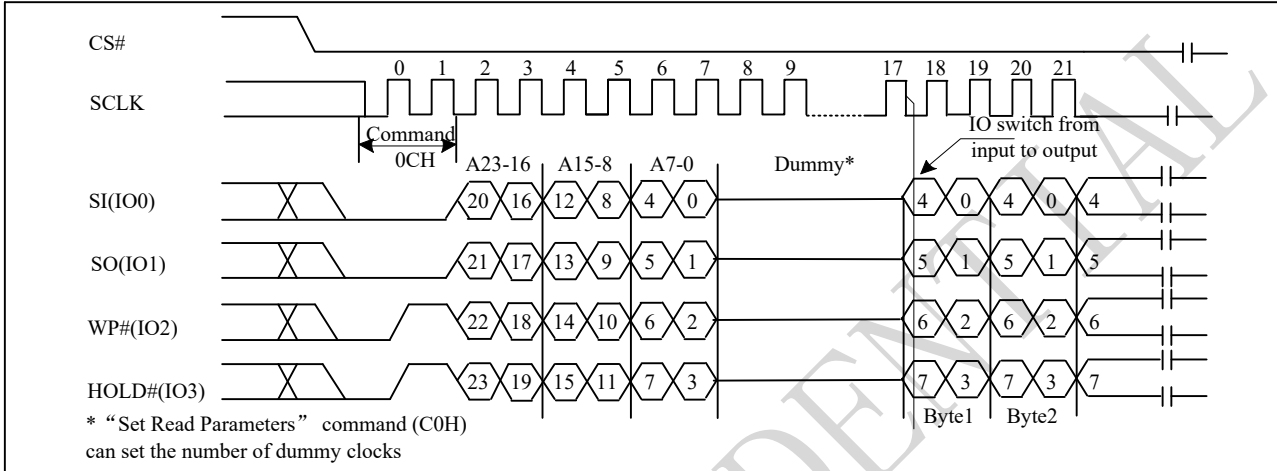 CS#
0 1 2 3 4 5 6 7 8 9 17 18 19 20 21
SCLK
Command
0CH
IO switch from
input to output
A23-16 A15-8 A7-0 Dummy*
SI(IO0) 20 16 12 8 4 0 4 0 4 0 4
SO(IO1) 21 17 13 9 5 1 5 1 5 1 5
WP#(IO2) 22 18 14 10 6 2 6 2 6 2 6
HOLD#(IO3) 23 19 15 11 7 3 7 3 7 3 7
Byte1 Byte2
* “Set Read Parameters” command (C0H)
can set the number of dummy clocks
DENTIAL